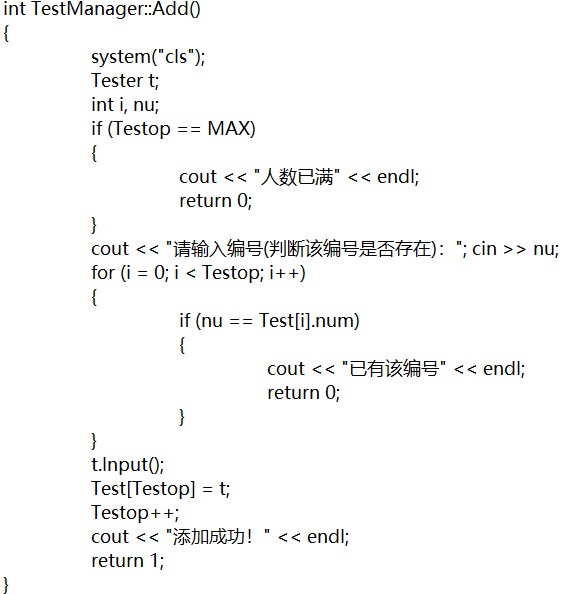 int TestManager::Add()
{
system("cls");
Tester t;
int i, nu;
if (Testop == MAX)
{
cout << "人数已满" << endl;
return 0;
}
cout << "请输入编号(判断该编号是否存在)："; cin >> nu;
for (i = 0; i < Testop; i++)
{
if (nu == Test[i].num)
{
cout << "已有该编号" << endl;
return 0;
}
}
t.Input();
Test[Testop] = t;
Testop++;
cout << "添加成功！" << endl;
return 1;
}